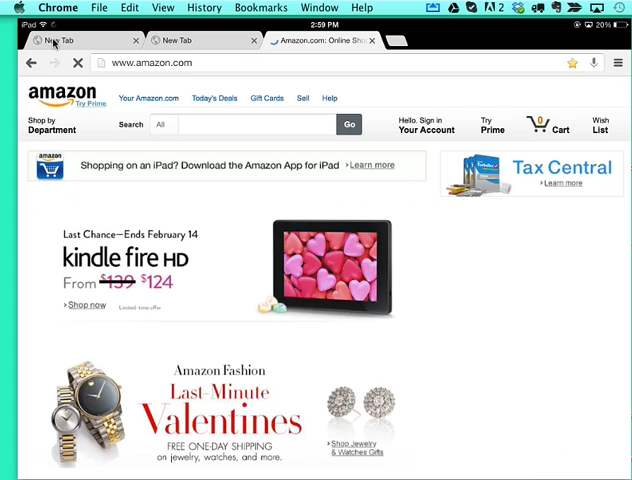 Chrome File Edit View History Bookmarks Window Help
iPad 2:59 PM 20%
New Tab New Tab Amazon.com: Online Sho
www.amazon.com
amazon Your Amazon.com Today's Deals Gift Cards Sell Help
Try Prime
Shop by
Department
Search All Go
Hello. Sign in
Your Account
Try
Prime
0
Cart
Wish
List
amazon
Shopping on an iPad? Download the Amazon App for iPad › Learn more
Tax Central
› Learn more
Last Chance—Ends February 14
kindle fire HD
From $139 $124
› Shop now Limited-time offer
Amazon Fashion
Last-Minute
Valentines
FREE ONE-DAY SHIPPING
on jewelry, watches, and more.
› Shop Jewelry
& Watches Gifts